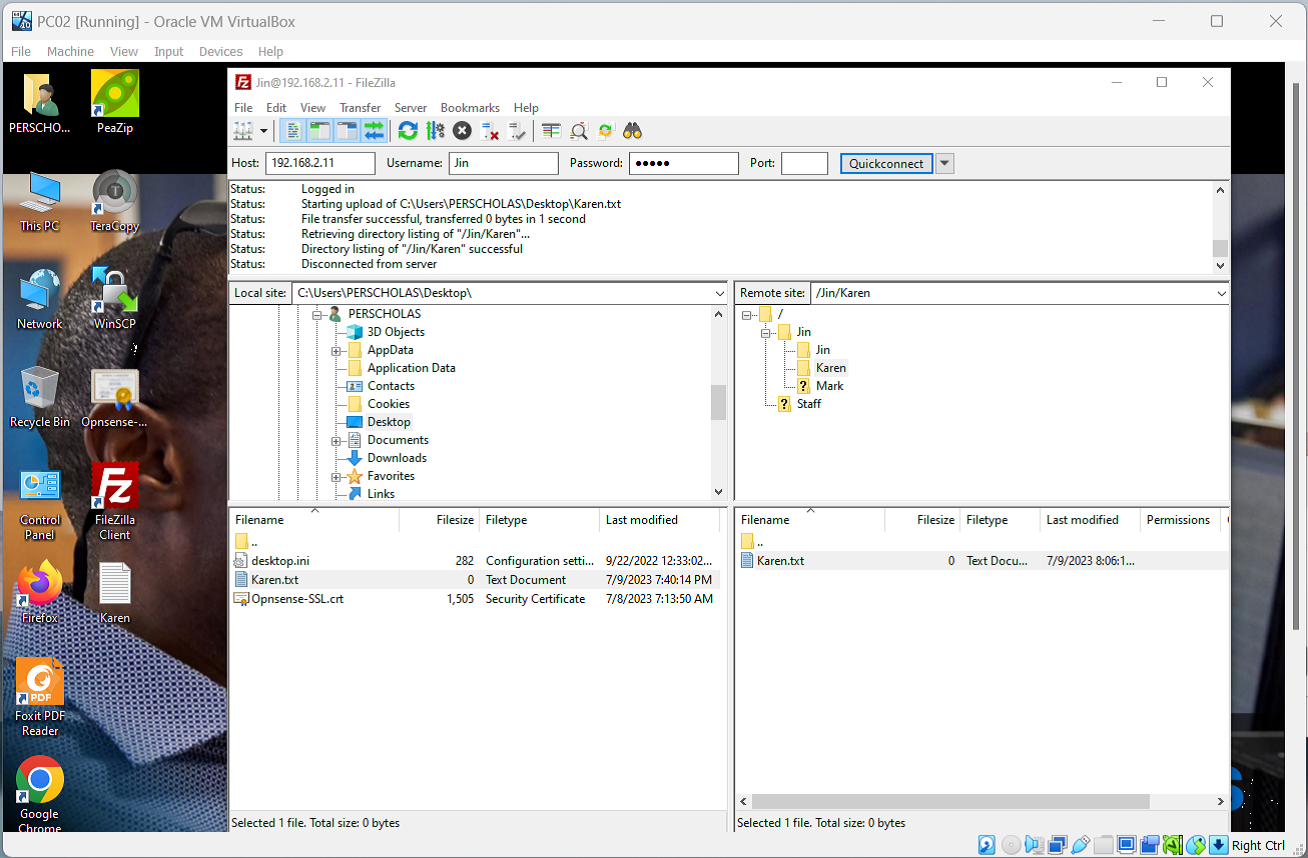 PC02 [Running] - Oracle VM VirtualBox
File Machine View Input Devices Help
PERSCHO...
PeaZip
This PC
TeraCopy
Network
WinSCP
Recycle Bin
Opnsense-...
Control
Panel
FileZilla
Client
Firefox
Karen
PDF
Foxit PDF
Reader
Google
Chrome
Jin@192.168.2.11 - FileZilla
File Edit View Transfer Server Bookmarks Help
Host: 192.168.2.11 Username: Jin Password: ●●●●● Port: Quickconnect
Status: Logged in
Status: Starting upload of C:\Users\PERSCHOLAS\Desktop\Karen.txt
Status: File transfer successful, transferred 0 bytes in 1 second
Status: Retrieving directory listing of "/Jin/Karen"...
Status: Directory listing of "/Jin/Karen" successful
Status: Disconnected from server
Local site: C:\Users\PERSCHOLAS\Desktop\
PERSCHOLAS
3D Objects
AppData
Application Data
Contacts
Cookies
Desktop
Documents
Downloads
Favorites
Links
Remote site: /Jin/Karen
/
Jin
Jin
Karen
? Mark
? Staff
Filename Filesize Filetype Last modified
..
desktop.ini 282 Configuration setti... 9/22/2022 12:33:02...
Karen.txt 0 Text Document 7/9/2023 7:40:14 PM
Opnsense-SSL.crt 1,505 Security Certificate 7/8/2023 7:13:50 AM
Selected 1 file. Total size: 0 bytes
Filename Filesize Filetype Last modified Permissions
..
Karen.txt 0 Text Docu... 7/9/2023 8:06:1...
Selected 1 file. Total size: 0 bytes
Right Ctrl